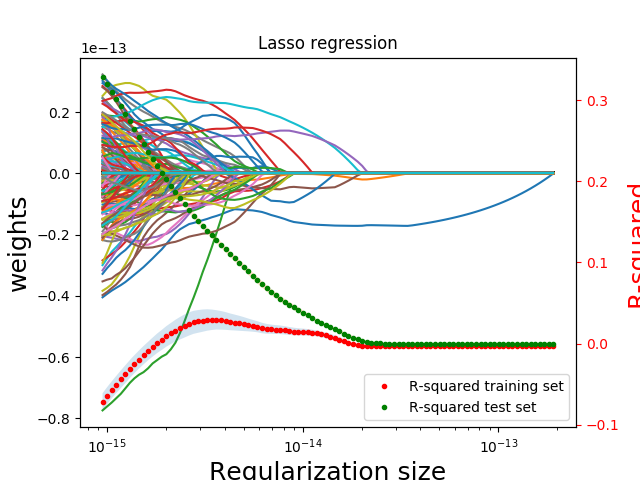 Lasso regression
1e−13
0.2
0.0
−0.2
−0.4
−0.6
−0.8
weights
0.3
0.2
0.1
0.0
−0.1
R-squared
R-squared training set
R-squared test set
10⁻¹⁵
10⁻¹⁴
10⁻¹³
Regularization size